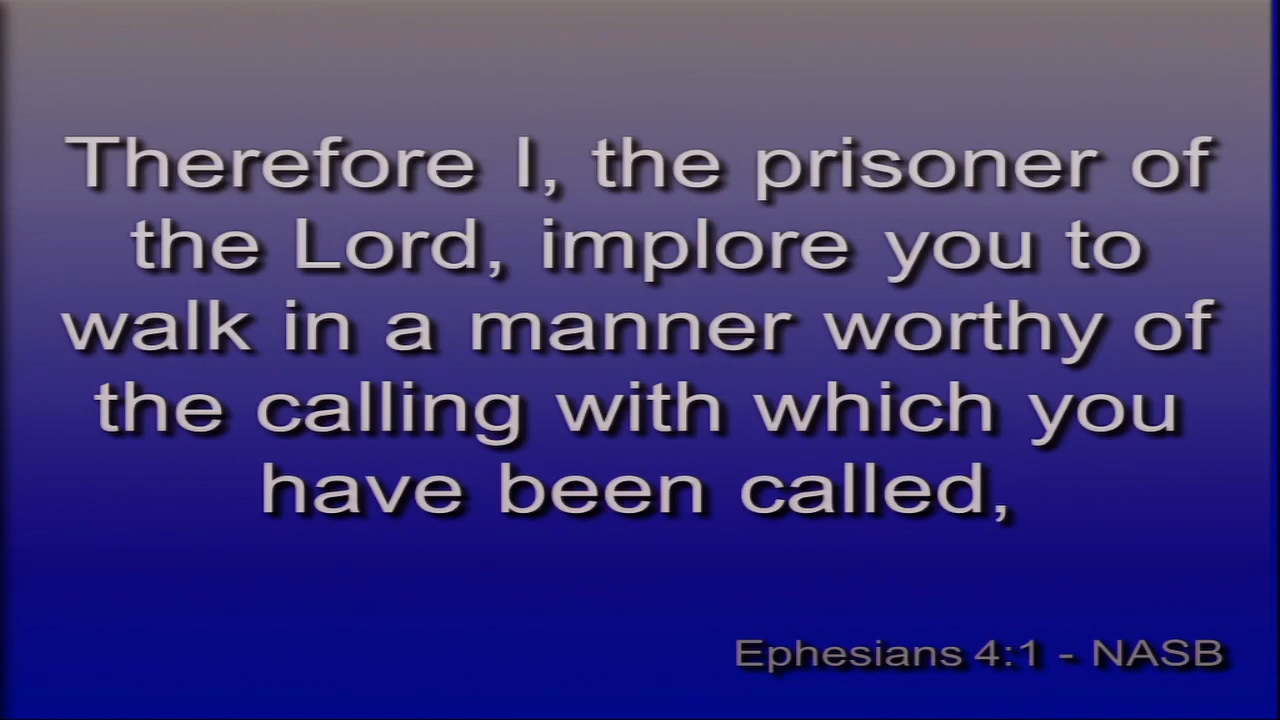 Therefore I, the prisoner of
the Lord, implore you to
walk in a manner worthy of
the calling with which you
have been called,
Ephesians 4:1 - NASB